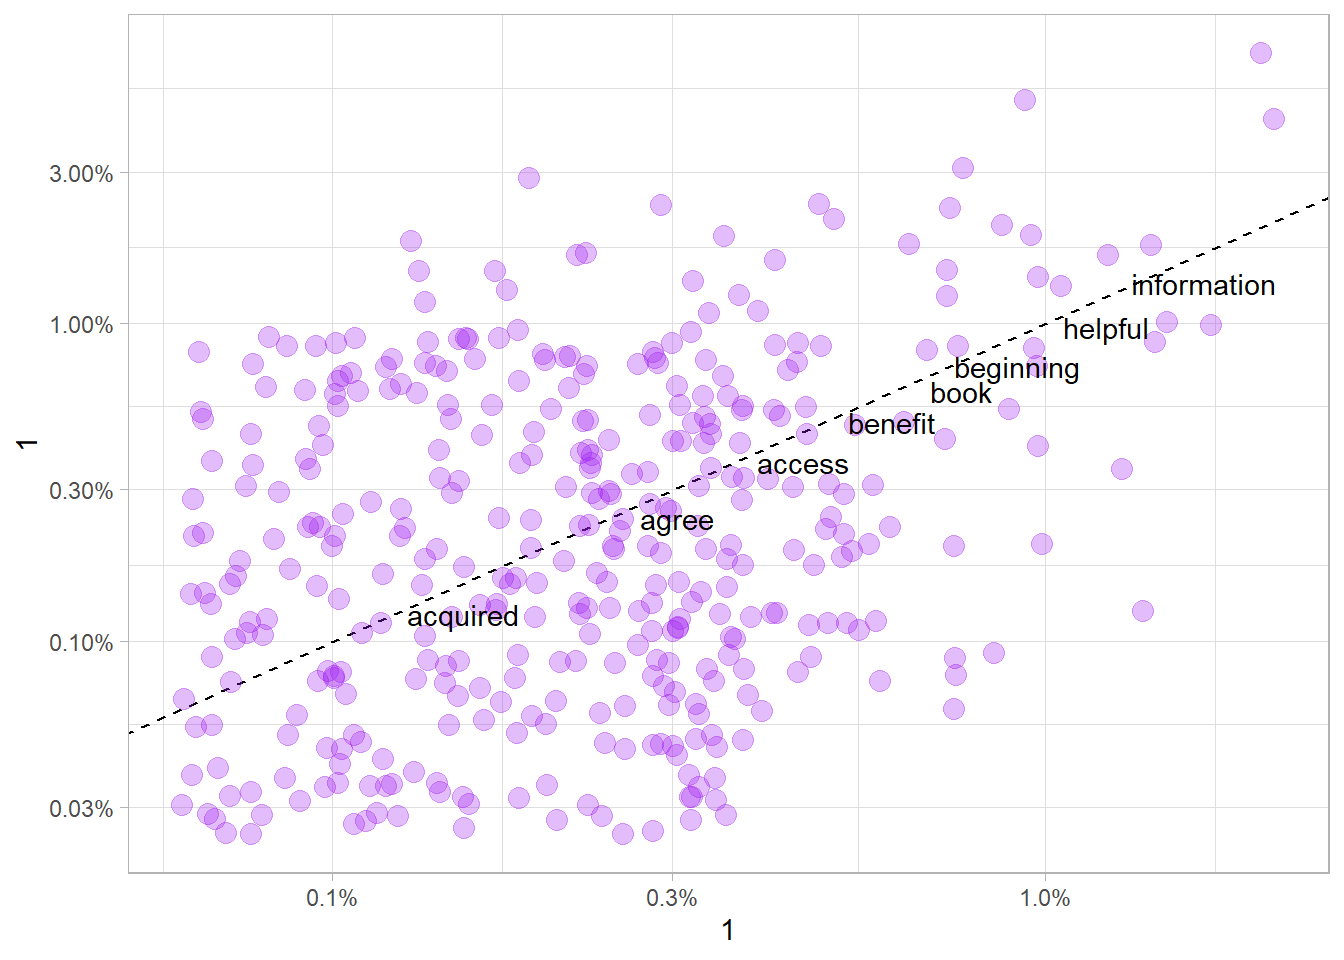 3.00%
1.00%
0.30%
0.10%
0.03%
1
information
helpful
beginning
book
benefit
access
agree
acquired
0.1%
0.3%
1.0%
1